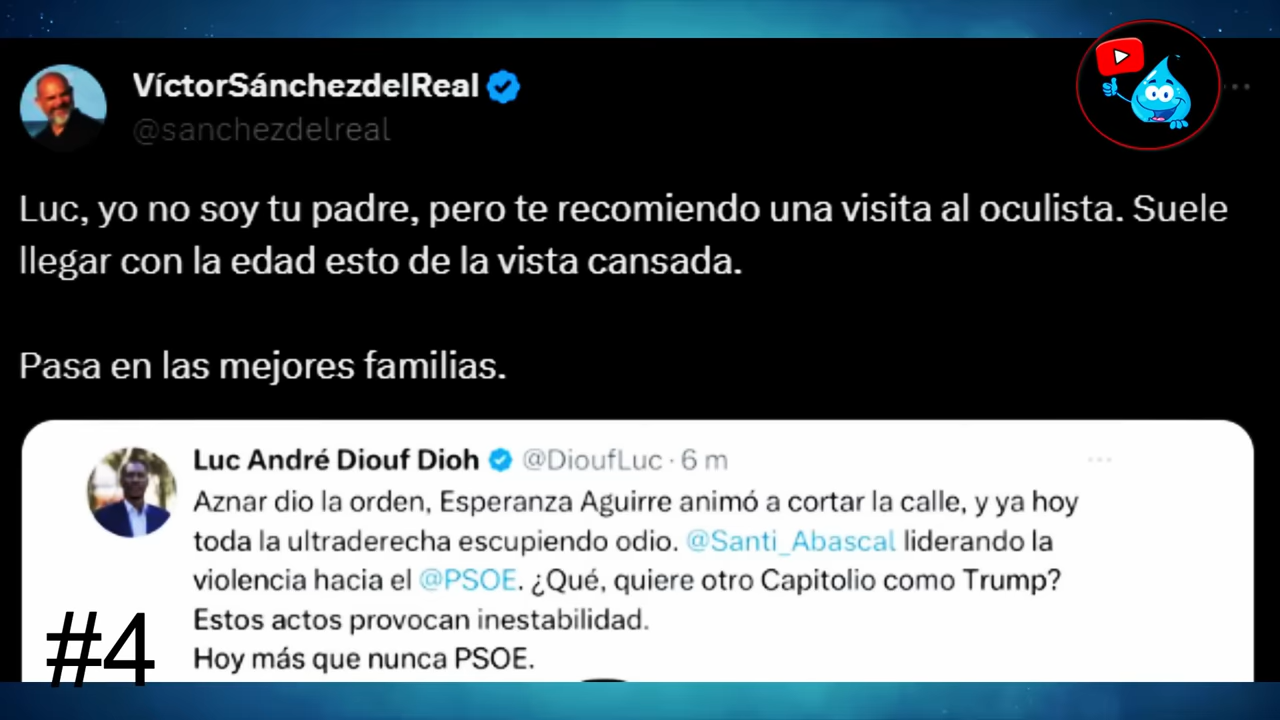 VíctorSánchezdelReal
@sanchezdelreal
Luc, yo no soy tu padre, pero te recomiendo una visita al oculista. Suele
llegar con la edad esto de la vista cansada.
Pasa en las mejores familias.
Luc André Diouf Dioh @DioufLuc · 6 m
Aznar dio la orden, Esperanza Aguirre animó a cortar la calle, y ya hoy
toda la ultraderecha escupiendo odio. @Santi_Abascal liderando la
violencia hacia el @PSOE. ¿Qué, quiere otro Capitolio como Trump?
Estos actos provocan inestabilidad.
Hoy más que nunca PSOE.
#4